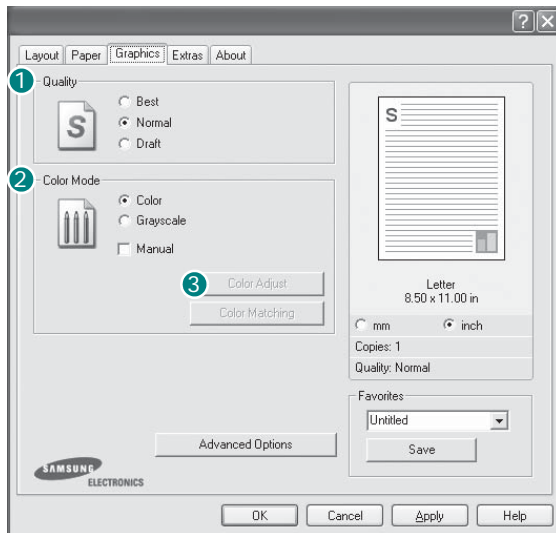 Layout Paper Graphics Extras About
1 Quality
Best
S
Normal
Draft
2 Color Mode
Color
Grayscale
Manual
3 Color Adjust
Color Matching
Advanced Options
SAMSUNG
ELECTRONICS
S
Letter
8.50 x 11.00 in
mm inch
Copies: 1
Quality: Normal
Favorites
Untitled
Save
OK Cancel Apply Help